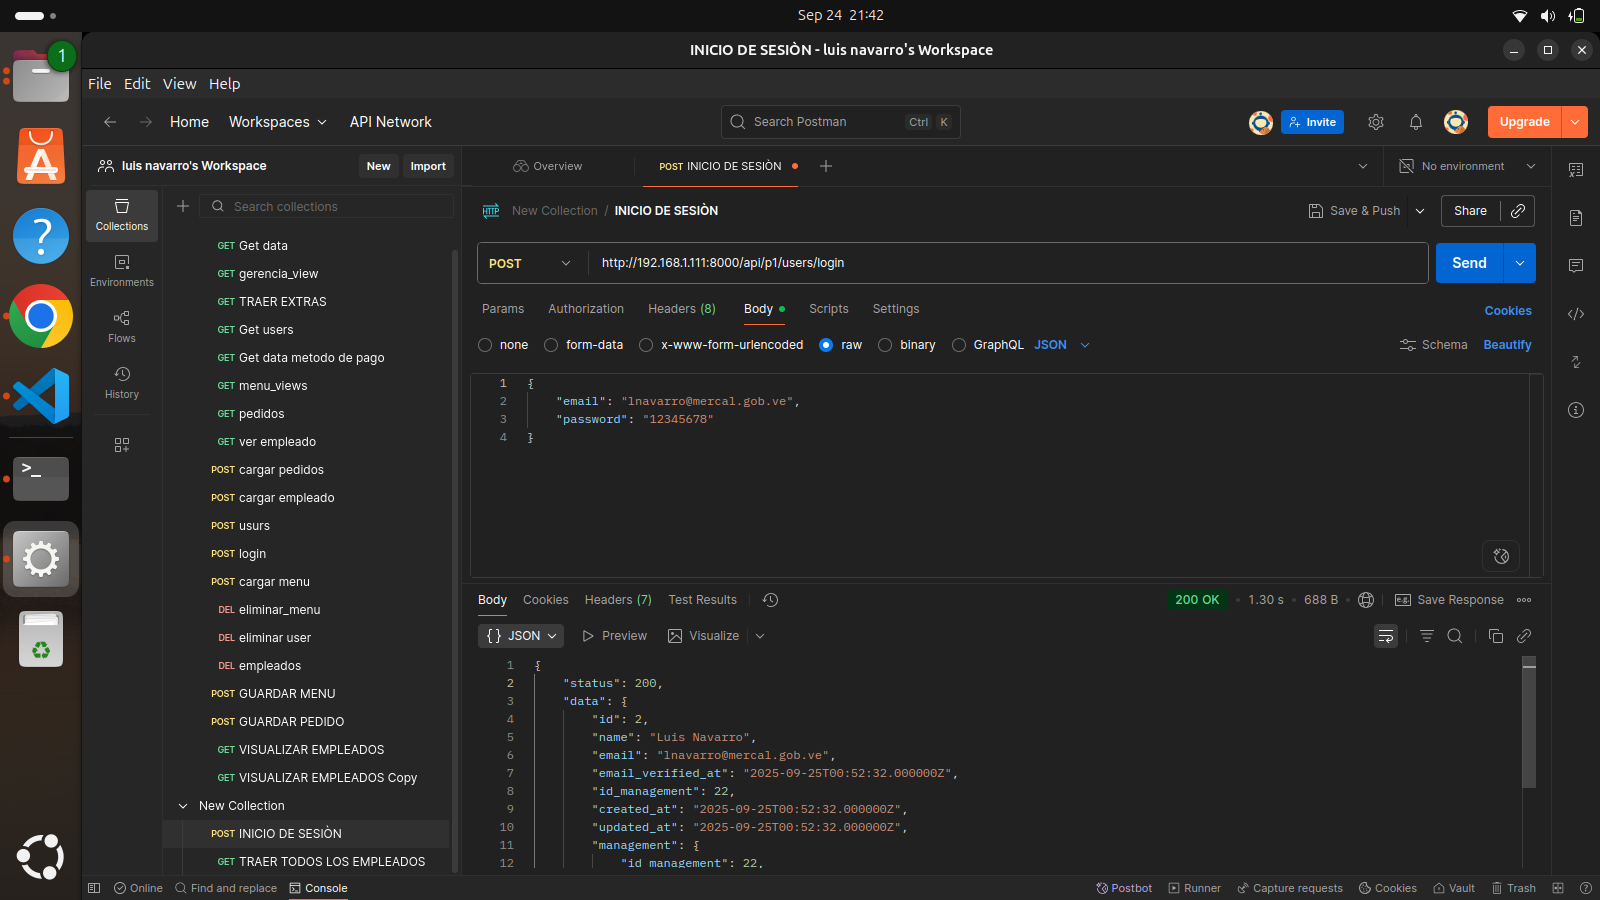 Sep 24 21:42
1
INICIO DE SESIÒN - luis navarro's Workspace
File Edit View Help
Home Workspaces API Network
Search Postman Ctrl K
Invite
Upgrade
luis navarro's Workspace New Import
Overview
POST INICIO DE SESIÒN
No environment
Collections
Environments
Flows
History
Search collections
GET Get data
GET gerencia_view
GET TRAER EXTRAS
GET Get users
GET Get data metodo de pago
GET menu_views
GET pedidos
GET ver empleado
POST cargar pedidos
POST cargar empleado
POST usurs
POST login
POST cargar menu
DEL eliminar_menu
DEL eliminar user
DEL empleados
POST GUARDAR MENU
POST GUARDAR PEDIDO
GET VISUALIZAR EMPLEADOS
GET VISUALIZAR EMPLEADOS Copy
New Collection
POST INICIO DE SESIÒN
GET TRAER TODOS LOS EMPLEADOS
HTTP New Collection / INICIO DE SESIÒN
Save & Push Share
POST http://192.168.1.111:8000/api/p1/users/login Send
Params Authorization Headers (8) Body Scripts Settings Cookies
none form-data x-www-form-urlencoded raw binary GraphQL JSON Schema Beautify
1 {
2 "email": "lnavarro@mercal.gob.ve",
3 "password": "12345678"
4 }
Body Cookies Headers (7) Test Results
200 OK 1.30 s 688 B e.g. Save Response
{} JSON Preview Visualize
1 {
2 "status": 200,
3 "data": {
4 "id": 2,
5 "name": "Luis Navarro",
6 "email": "lnavarro@mercal.gob.ve",
7 "email_verified_at": "2025-09-25T00:52:32.000000Z",
8 "id_management": 22,
9 "created_at": "2025-09-25T00:52:32.000000Z",
10 "updated_at": "2025-09-25T00:52:32.000000Z",
11 "management": {
12 "id_management": 22,
Online Find and replace Console
Postbot Runner Capture requests Cookies Vault Trash